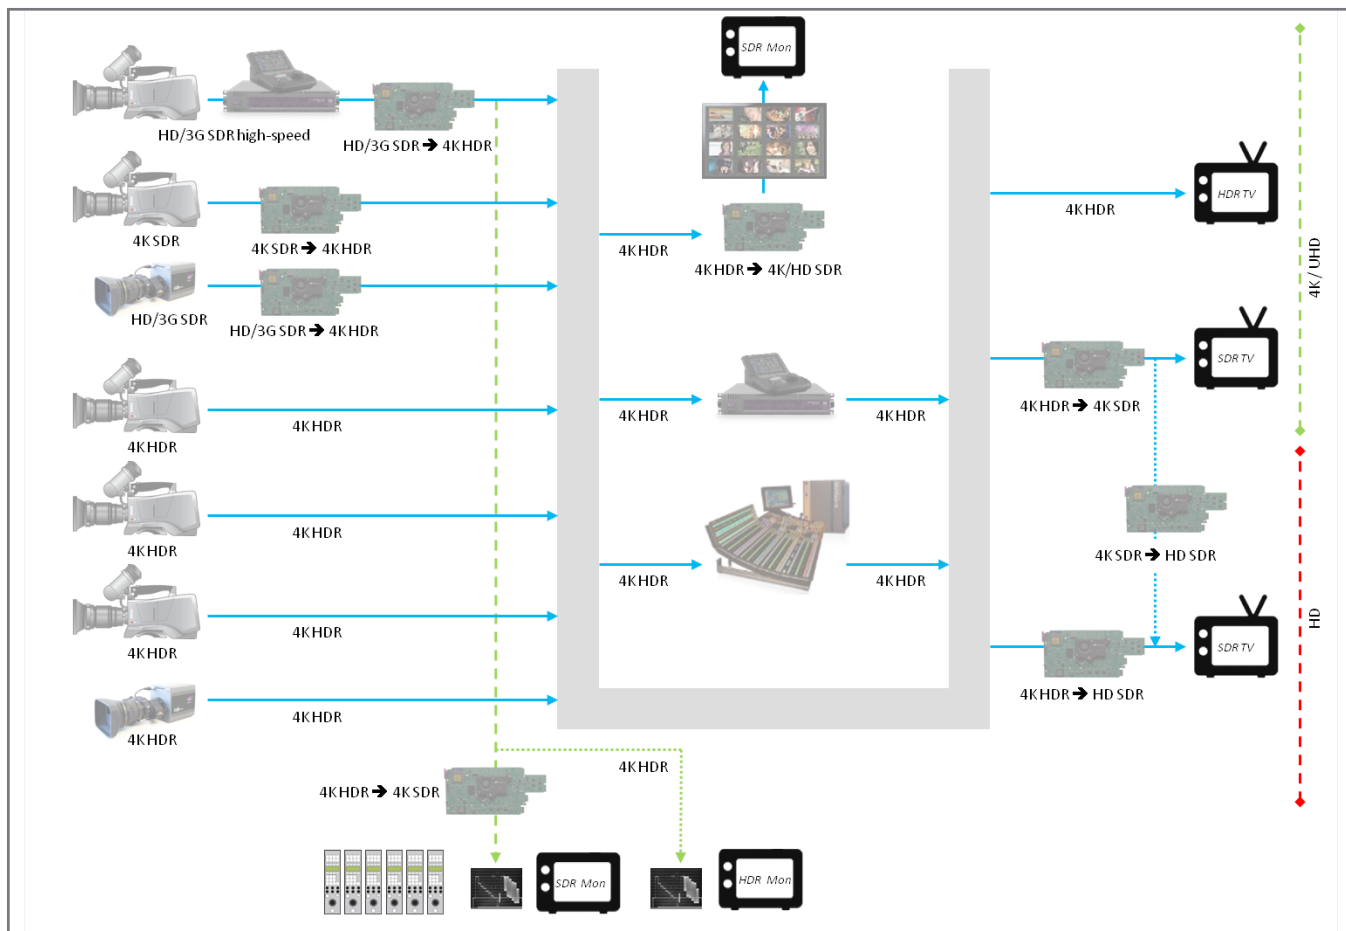 SDR Mon
HD/3G SDR high-speed
HD/3G SDR ➔ 4K HDR
4K SDR
4K SDR ➔ 4K HDR
4K HDR
4K HDR ➔ 4K/HD SDR
4K HDR
HDR TV
4K / UHD
HD/3G SDR
HD/3G SDR ➔ 4K HDR
SDR TV
4K HDR
4K HDR
4K HDR
4K HDR
4K HDR ➔ 4K SDR
4K HDR
4K HDR
4K SDR ➔ HD SDR
4K HDR
4K HDR
4K HDR
4K HDR
HD
SDR TV
4K HDR
4K HDR
4K HDR ➔ HD SDR
4K HDR
4K HDR ➔ 4K SDR
SDR Mon
HDR Mon